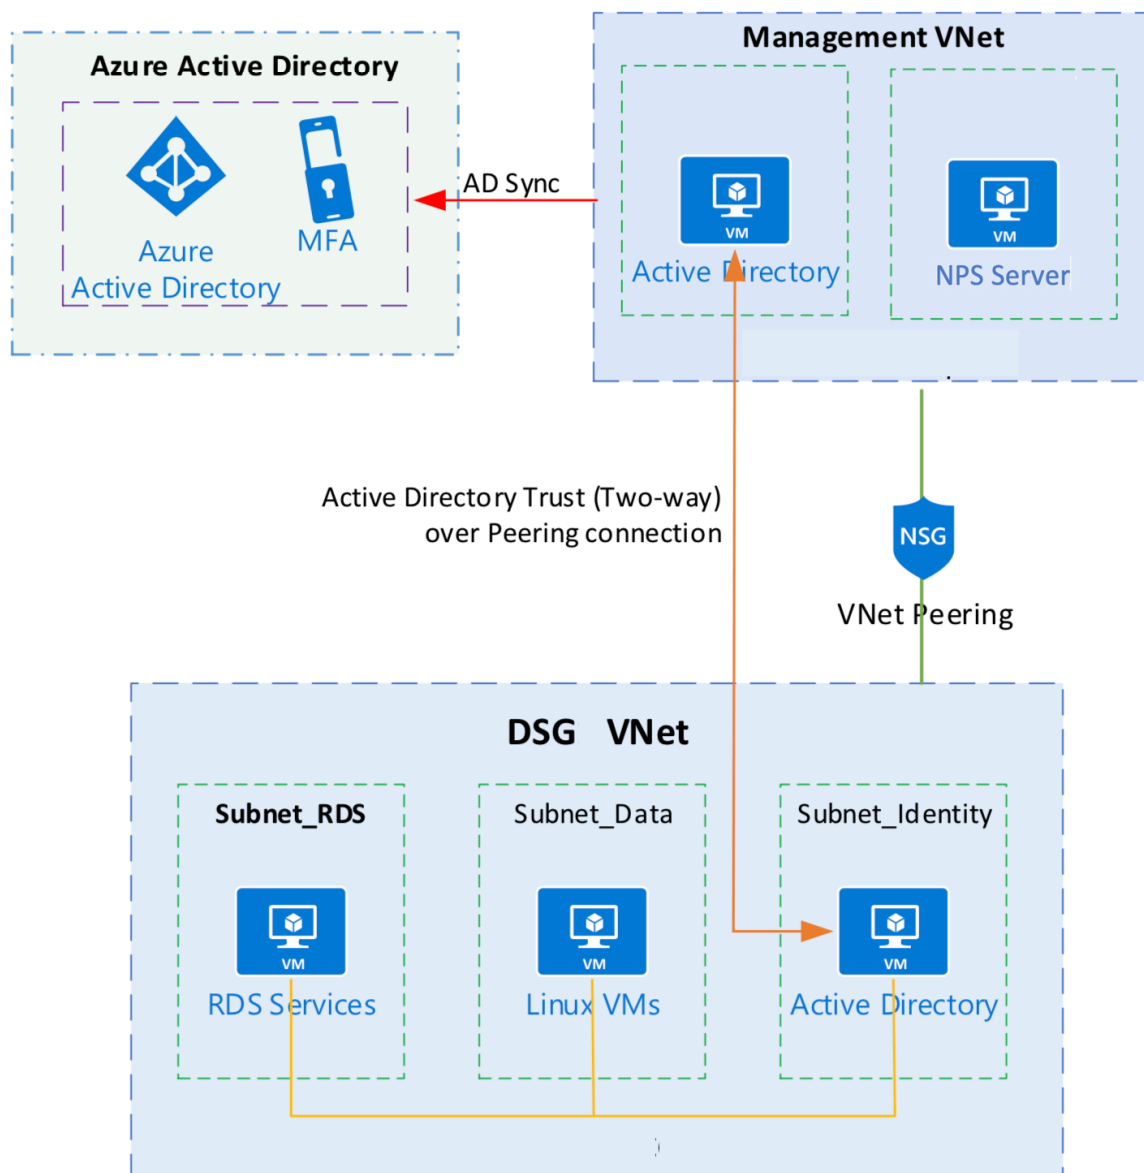 Azure Active Directory
Azure
Active Directory
MFA
AD Sync
Management VNet
VM
Active Directory
VM
NPS Server
Active Directory Trust (Two-way)
over Peering connection
NSG
VNet Peering
DSG VNet
Subnet_RDS
VM
RDS Services
Subnet_Data
VM
Linux VMs
Subnet_Identity
VM
Active Directory